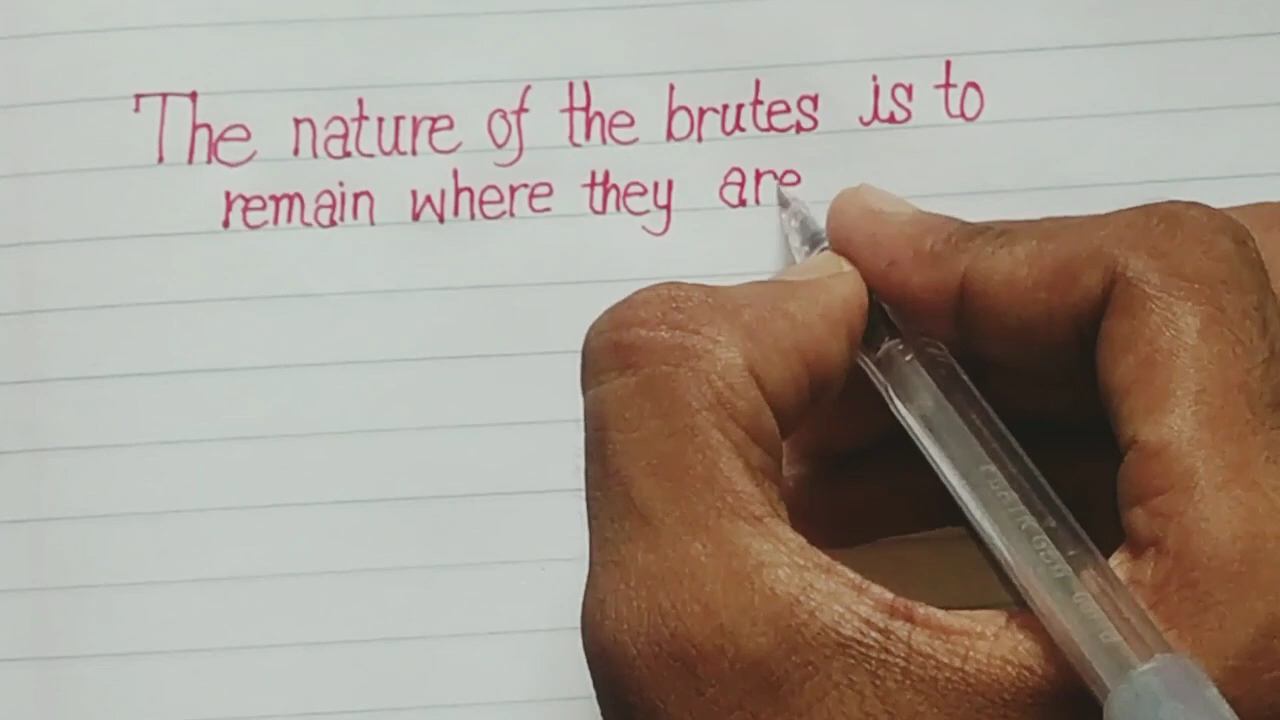 The nature of the brutes is to
remain where they are